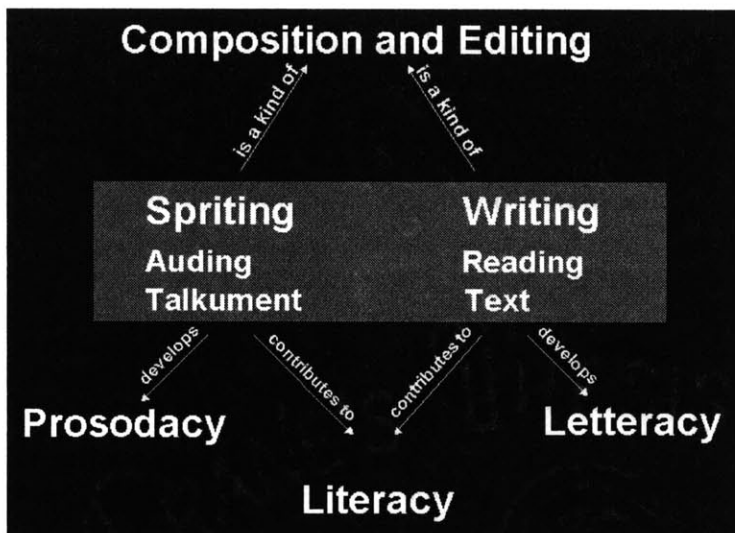 Composition and Editing
is a kind of
is a kind of
Spriting
Writing
Auding
Reading
Talkument
Text
develops
contributes to
contributes to
develops
Prosodacy
Letteracy
Literacy